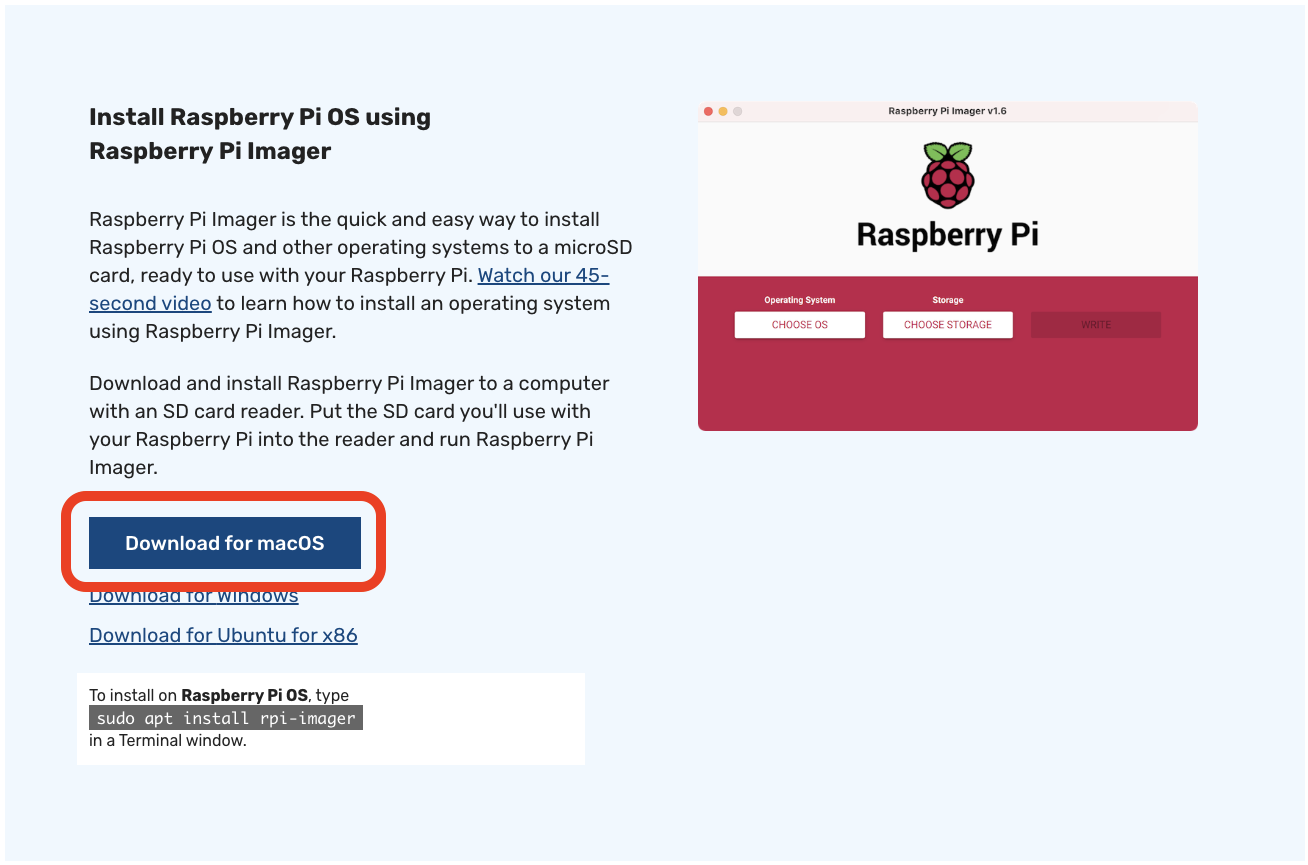 Install Raspberry Pi OS using
Raspberry Pi Imager
Raspberry Pi Imager is the quick and easy way to install
Raspberry Pi OS and other operating systems to a microSD
card, ready to use with your Raspberry Pi. Watch our 45-
second video to learn how to install an operating system
using Raspberry Pi Imager.
Download and install Raspberry Pi Imager to a computer
with an SD card reader. Put the SD card you'll use with
your Raspberry Pi into the reader and run Raspberry Pi
Imager.
Download for macOS
Download for Windows
Download for Ubuntu for x86
To install on Raspberry Pi OS, type
sudo apt install rpi-imager
in a Terminal window.
Raspberry Pi Imager v1.6
Raspberry Pi
Operating System
Storage
CHOOSE OS
CHOOSE STORAGE
WRITE